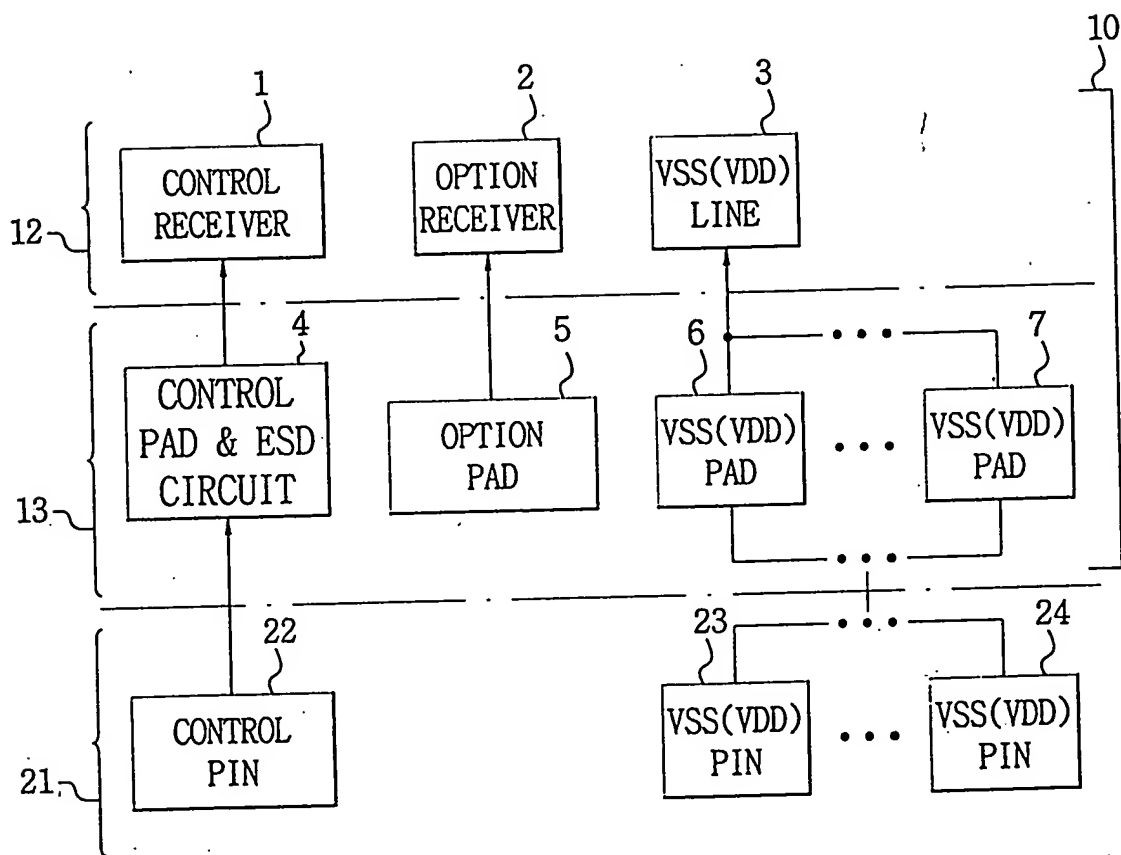 10
1
2
3
CONTROL
RECEIVER
OPTION
RECEIVER
VSS(VDD)
LINE
12
4
5
6
7
CONTROL
PAD & ESD
CIRCUIT
OPTION
PAD
VSS(VDD)
PAD
VSS(VDD)
PAD
13
22
23
24
CONTROL
PIN
VSS(VDD)
PIN
VSS(VDD)
PIN
21